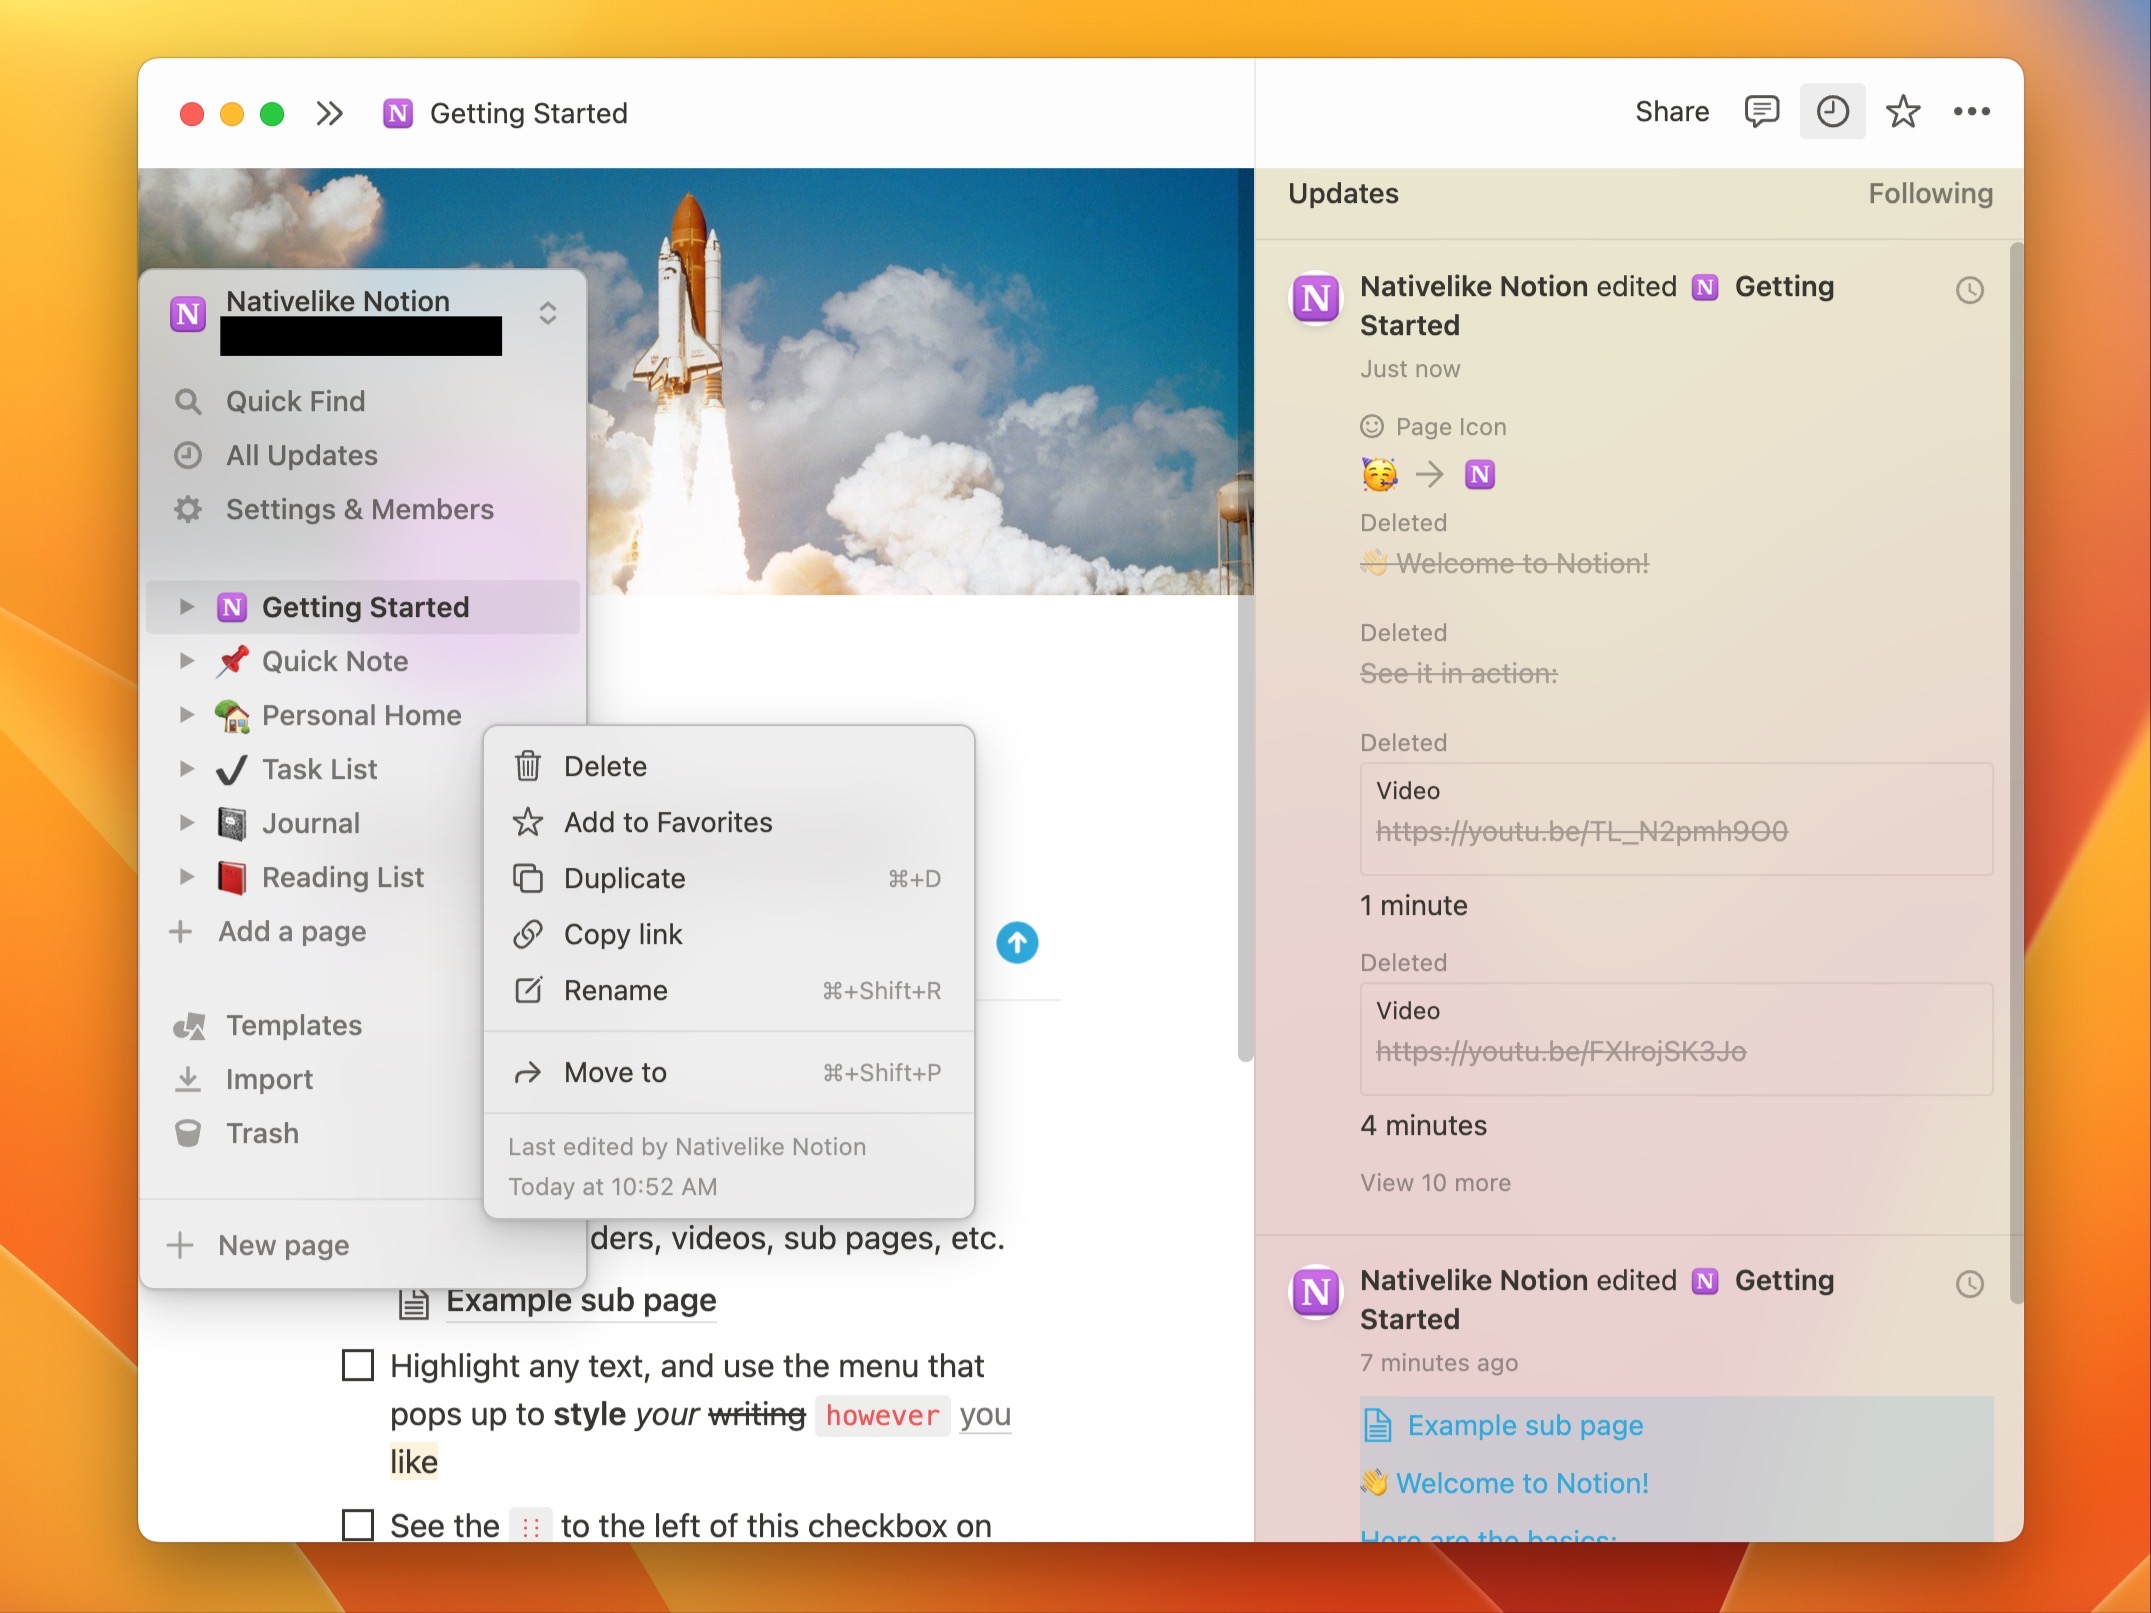 Getting Started
Share
Nativelike Notion
Quick Find
All Updates
Settings & Members
Getting Started
Quick Note
Personal Home
Task List
Journal
Reading List
Add a page
Templates
Import
Trash
New page
Delete
Add to Favorites
Duplicate ⌘+D
Copy link
Rename ⌘+Shift+R
Move to ⌘+Shift+P
Last edited by Nativelike Notion
Today at 10:52 AM
ders, videos, sub pages, etc.
Example sub page
Highlight any text, and use the menu that
pops up to style your writing however you
like
See the to the left of this checkbox on
Updates Following
Nativelike Notion edited N Getting
Started
Just now
Page Icon
N
Deleted
👋 Welcome to Notion!
Deleted
See it in action:
Deleted
Video
https://youtu.be/TL_N2pmh9O0
1 minute
Deleted
Video
https://youtu.be/FXIrojSK3Jo
4 minutes
View 10 more
Nativelike Notion edited N Getting
Started
7 minutes ago
Example sub page
👋 Welcome to Notion!
Here are the basics: